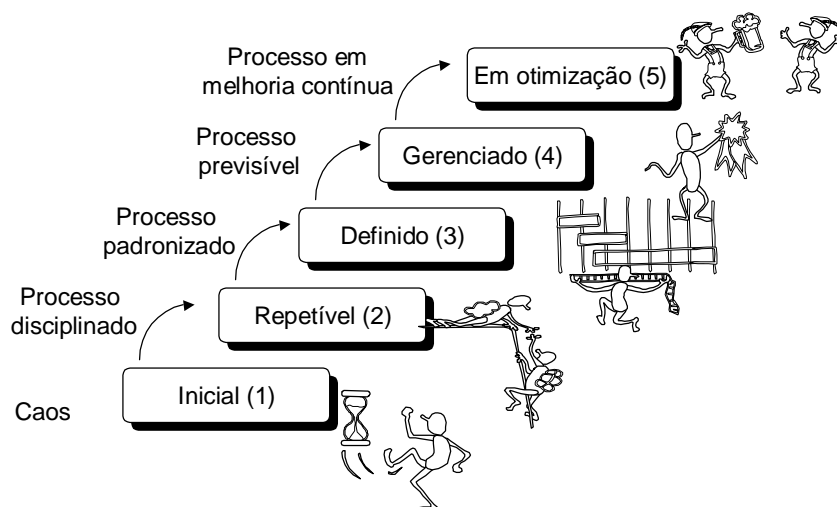 Processo em
melhoria contínua
Em otimização (5)
Processo
previsível
Gerenciado (4)
Processo
padronizado
Definido (3)
Processo
disciplinado
Repetível (2)
Caos
Inicial (1)